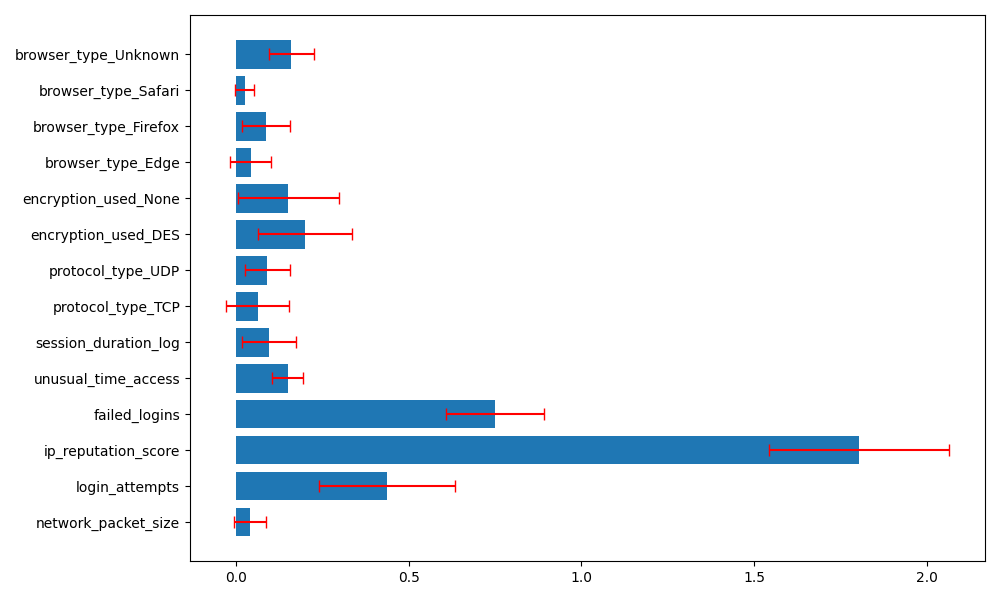 browser_type_Unknown
browser_type_Safari
browser_type_Firefox
browser_type_Edge
encryption_used_None
encryption_used_DES
protocol_type_UDP
protocol_type_TCP
session_duration_log
unusual_time_access
failed_logins
ip_reputation_score
login_attempts
network_packet_size
0.0 0.5 1.0 1.5 2.0